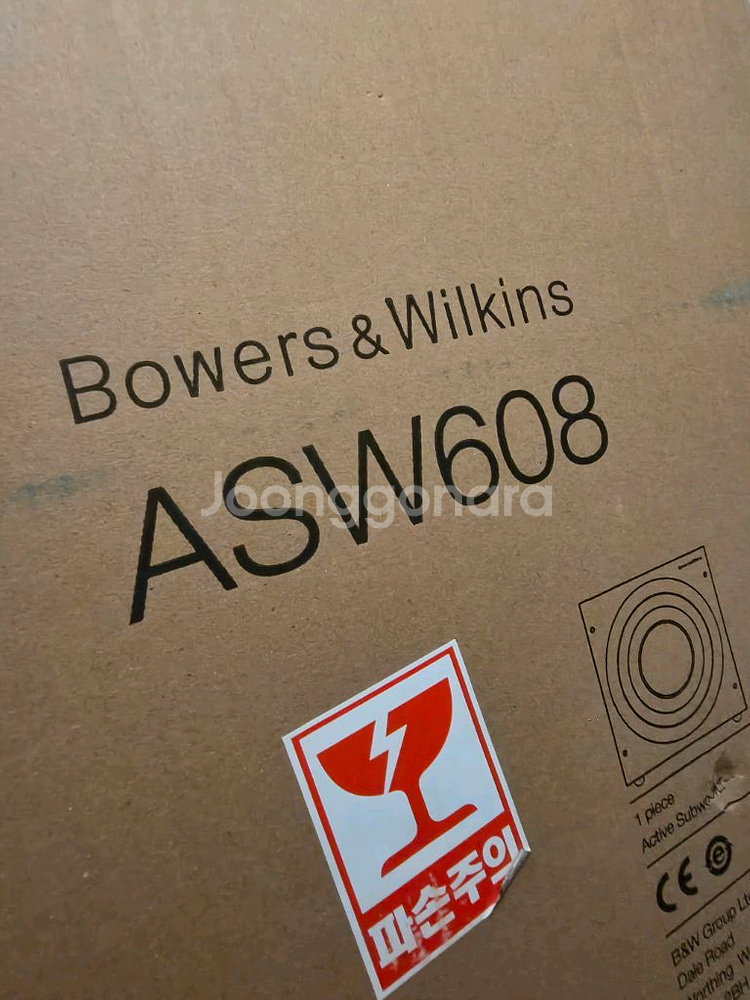 Bowers & Wilkins
ASW608
Joonggonara
파손주의
1 piece
Active Subwoofer
CE
B&W Group Ltd
Dale Road
Worthing